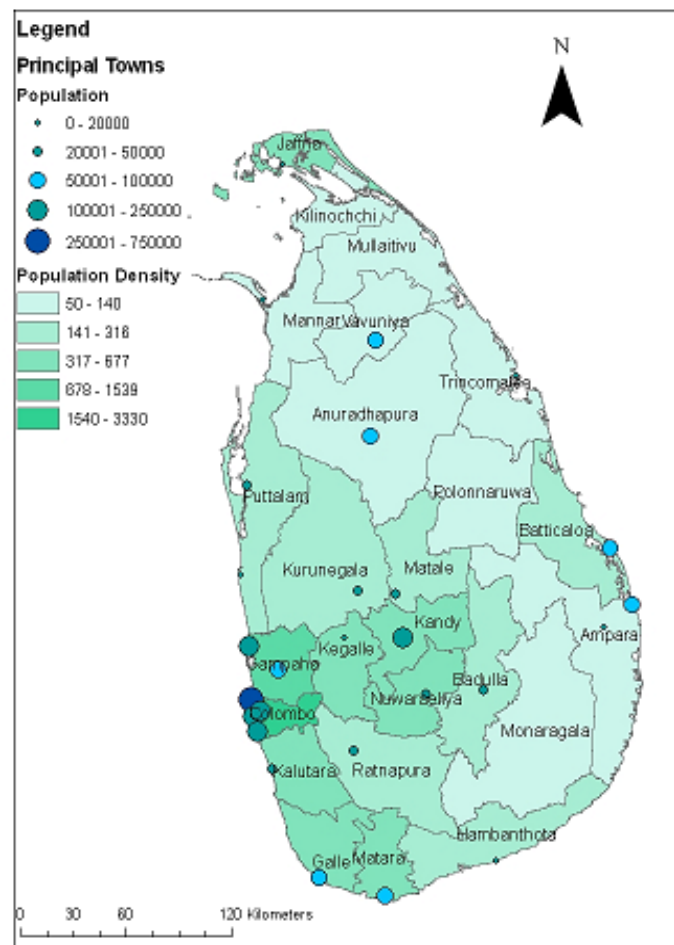 Legend
Principal Towns
Population
0 - 20000
20001 - 50000
50001 - 100000
100001 - 250000
250001 - 750000
Population Density
50 - 140
141 - 316
317 - 677
678 - 1539
1540 - 3330
N
Jaffna
Kilinochchi
Mullaitivu
Mannar
Vavuniya
Trincomalee
Anuradhapura
Polonnaruwa
Puttalam
Batticaloa
Kurunegala
Matale
Kandy
Ampara
Gampaha
Kegalle
Badulla
Nuwaraeliya
Colombo
Monaragala
Kalutara
Ratnapura
Hambanthota
Galle
Matara
0 30 60 120 Kilometers